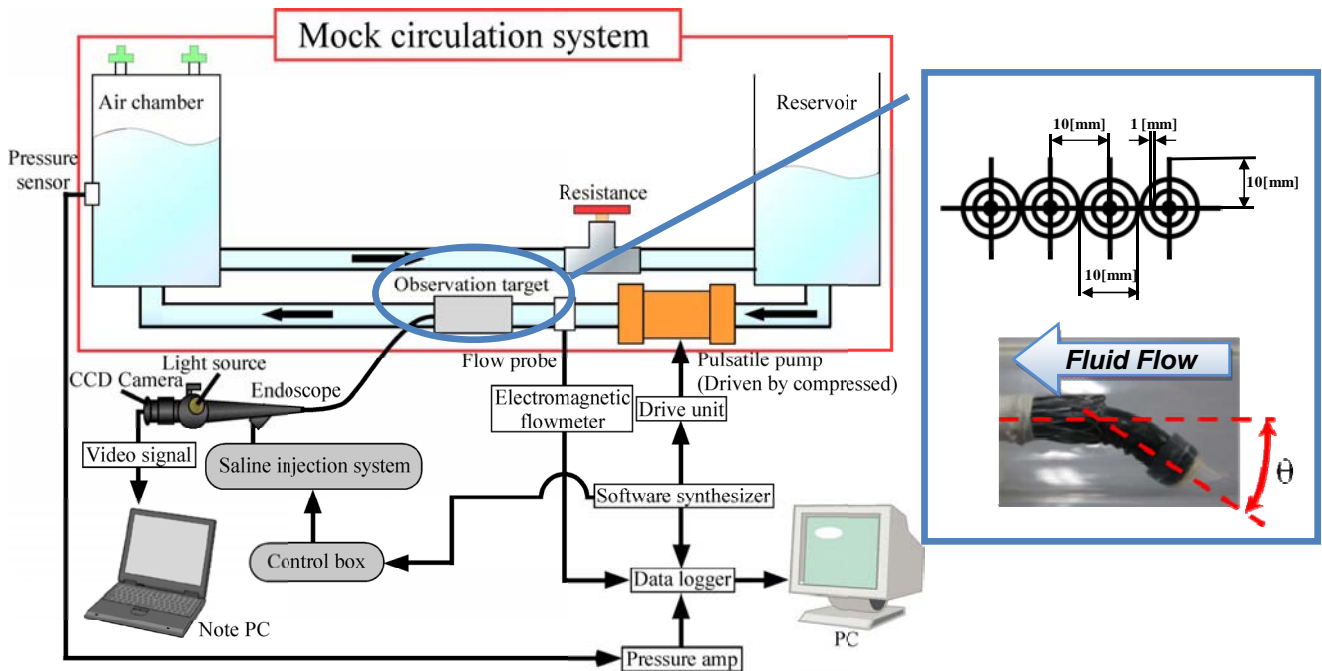 Mock circulation system
Air chamber
Reservoir
Pressure
sensor
Resistance
Observation target
Flow probe
Pulsatile pump
(Driven by compressed)
Light source
CCD Camera
Endoscope
Electromagnetic
flowmeter
Drive unit
Video signal
Saline injection system
Software synthesizer
Control box
Data logger
Note PC
PC
Pressure amp
10[mm]
1 [mm]
10[mm]
10[mm]
Fluid Flow
θ